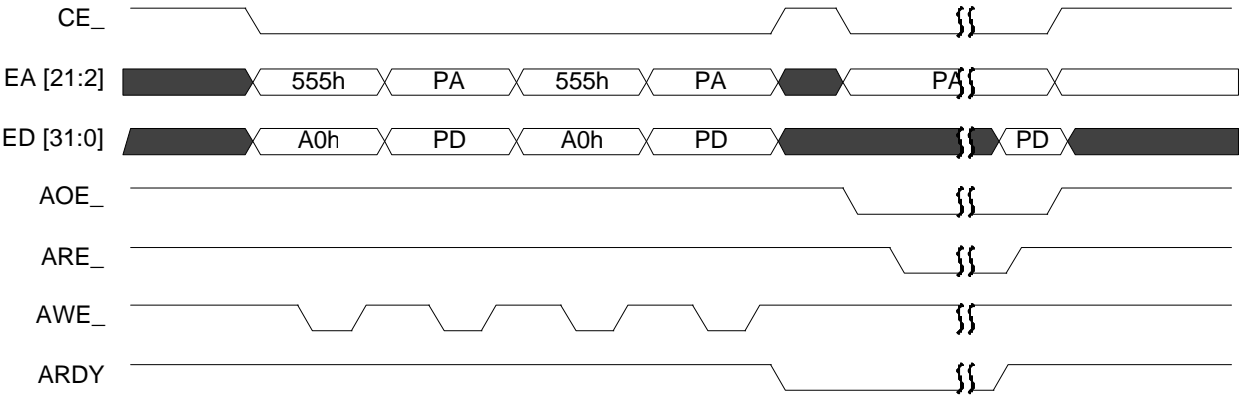 CE_
EA [21:2] 555h PA 555h PA PA
ED [31:0] A0h PD A0h PD PD
AOE_
ARE_
AWE_
ARDY